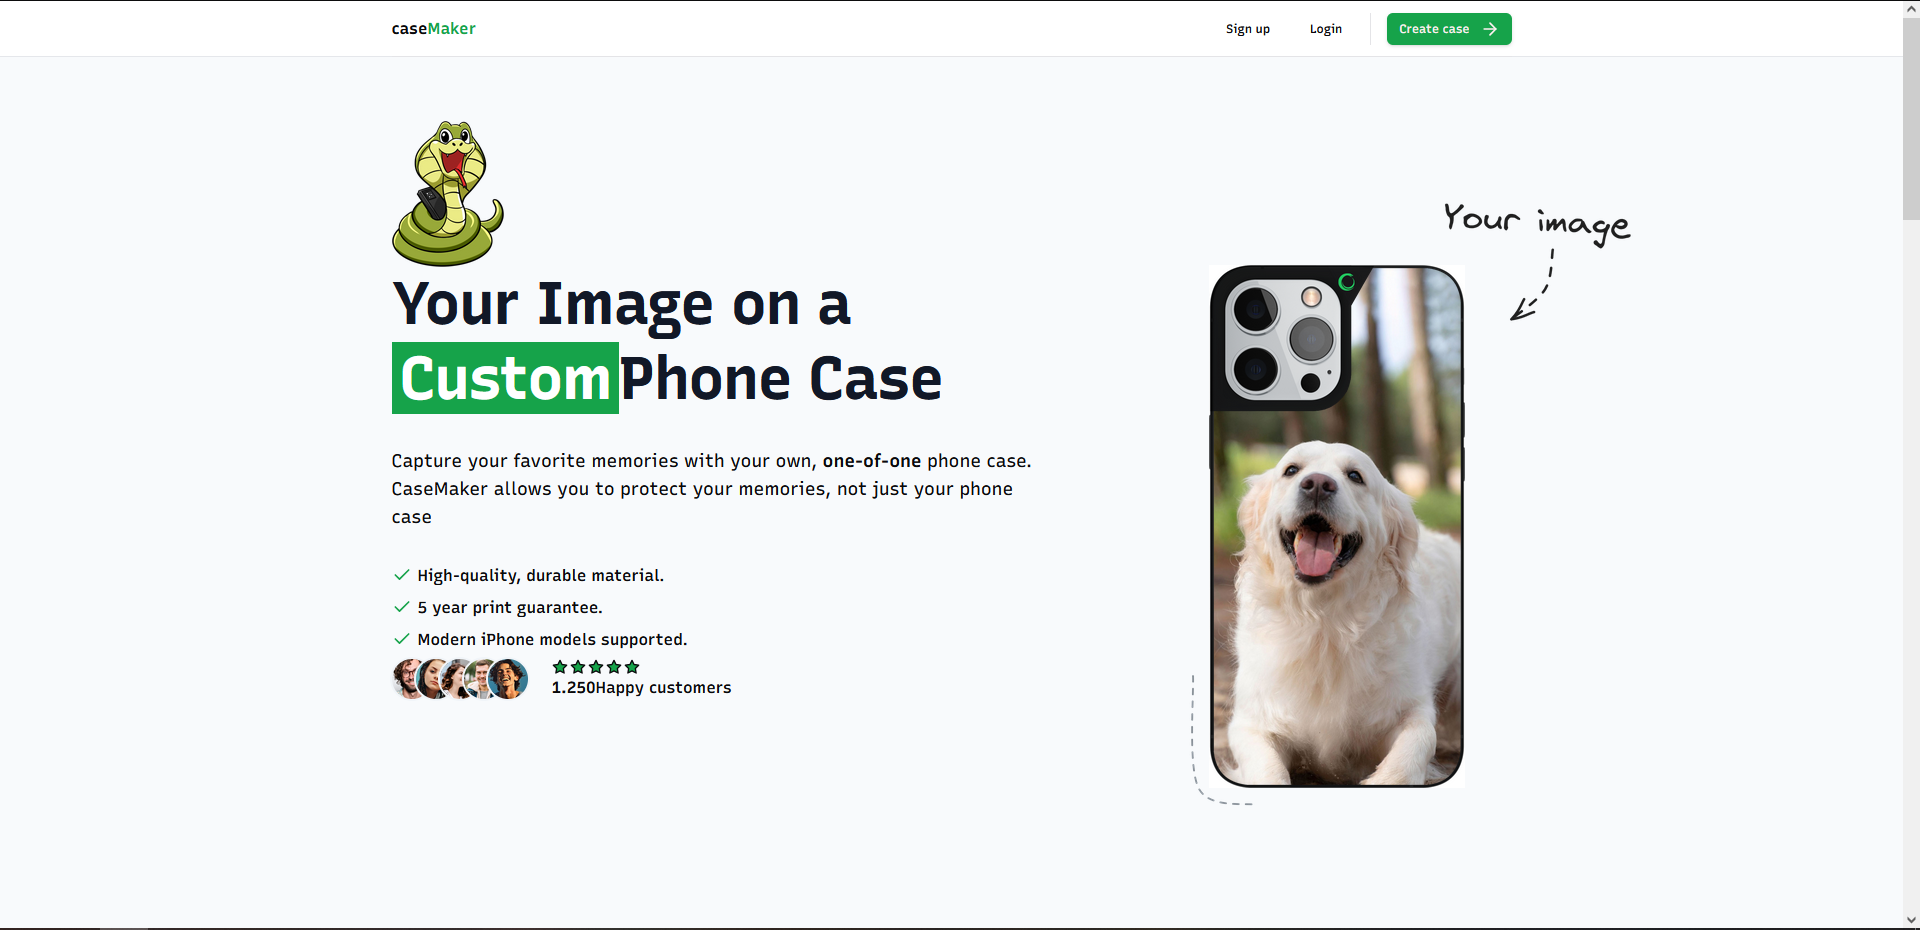 caseMaker
Sign up
Login
Create case
Your image
Your Image on a
Custom Phone Case
Capture your favorite memories with your own, one-of-one phone case.
CaseMaker allows you to protect your memories, not just your phone
case
High-quality, durable material.
5 year print guarantee.
Modern iPhone models supported.
1.250Happy customers